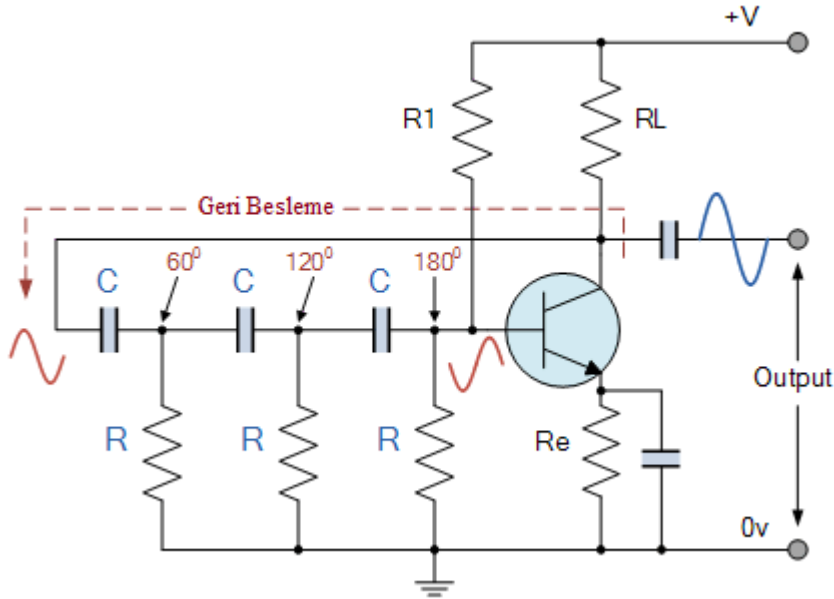 +V
R1
RL
Geri Besleme
C
60⁰
C
120⁰
C
180⁰
Output
R
R
R
Re
0v